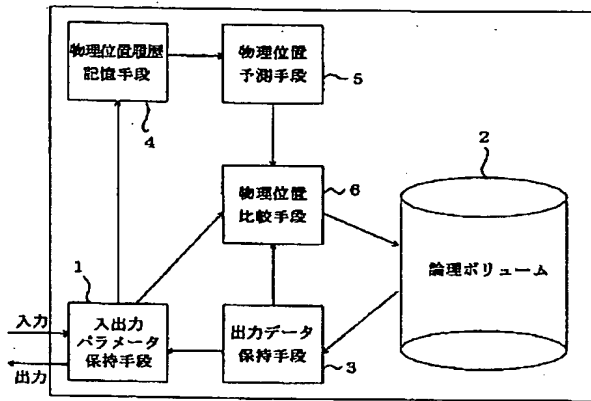 物理位置履歴
記憶手段
4
物理位置
予測手段
5
物理位置
比較手段
6
2
論理ボリューム
1
入力
出力
入出力
パラメータ
保持手段
出力データ
保持手段
3